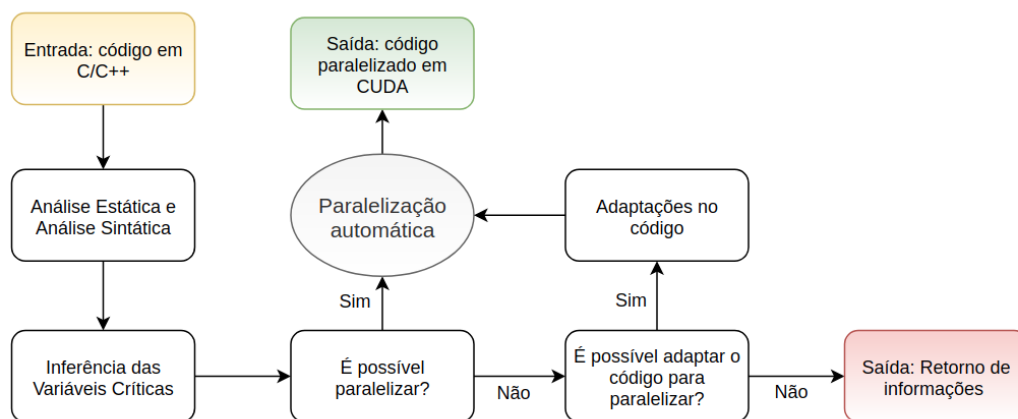 Entrada: código em
C/C++
Saída: código
paralelizado em
CUDA
Análise Estática e
Análise Sintática
Paralelização
automática
Adaptações no
código
Sim
Sim
Inferência das
Variáveis Críticas
É possível
paralelizar?
Não
É possível adaptar o
código para
paralelizar?
Não
Saída: Retorno de
informações